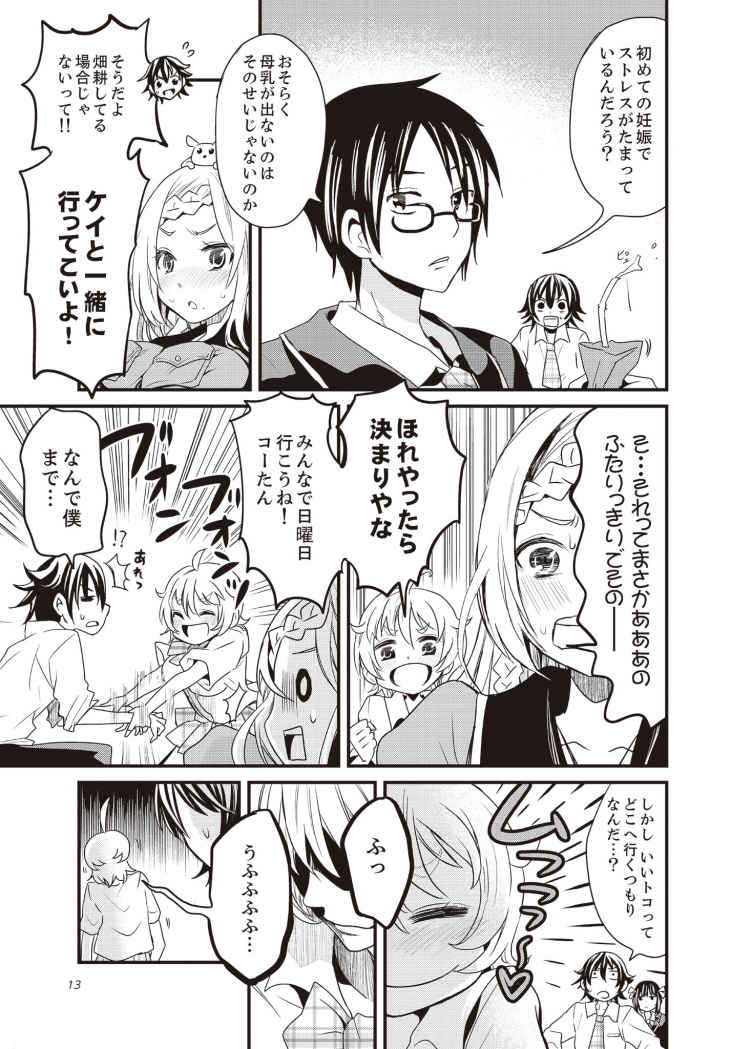 初めての妊娠で
ストレスがたまって
いるんだろう？
ピュッ
おそらく
母乳が出ないのは
そのせいじゃないのか
そうだよ
畑耕してる
場合じゃ
ないって!!
ケイと一緒に
行ってこいよ！
そ…それってまさかあああの
ふたりっきりでその――
ほれやったら
決まりやな
みんなで日曜日
行こうね！
コーたん
ブォン
ブォン
あれっ
!?
なんで僕
まで…
しかし いいトコって
どこへ行くつもり
なんだ…？
ムっつっつ〜
ふっ
うふふふふ…
13